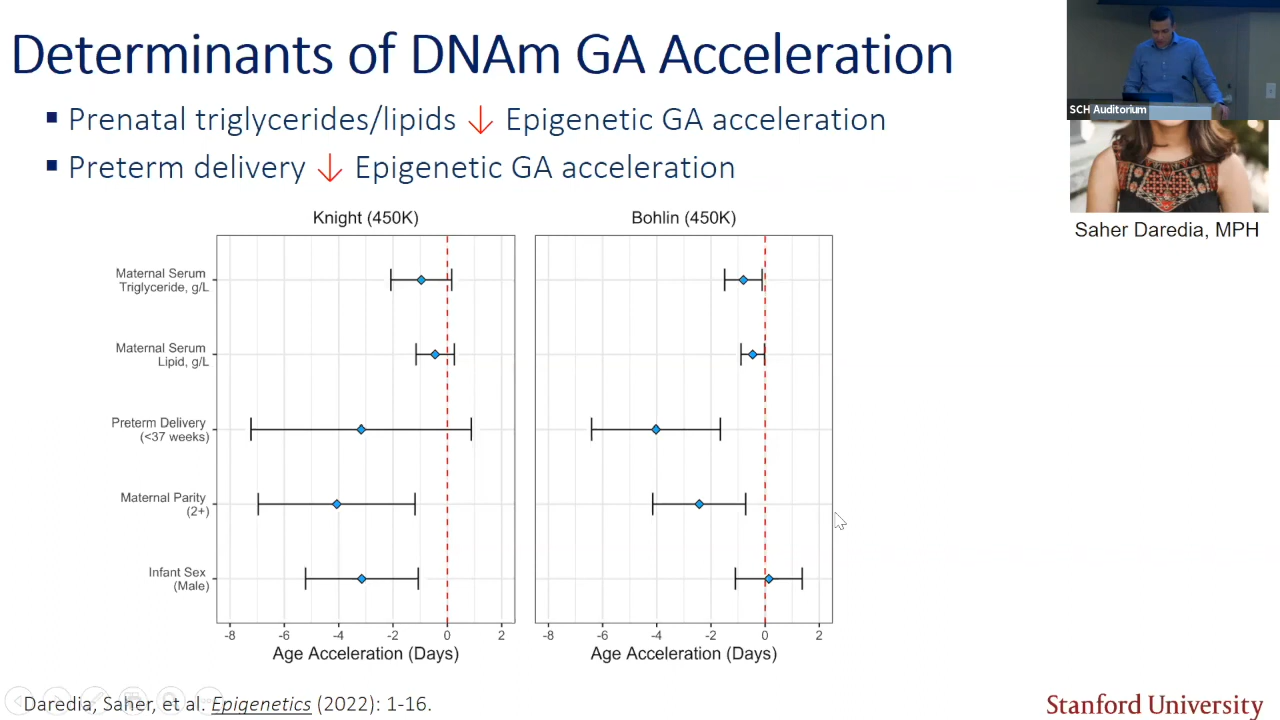 Determinants of DNAm GA Acceleration
SCH Auditorium
▪ Prenatal triglycerides/lipids ↓ Epigenetic GA acceleration
▪ Preterm delivery ↓ Epigenetic GA acceleration
Saher Daredia, MPH
Knight (450K)
Bohlin (450K)
Maternal Serum
Triglyceride, g/L
Maternal Serum
Lipid, g/L
Preterm Delivery
(<37 weeks)
Maternal Parity
(2+)
Infant Sex
(Male)
-8 -6 -4 -2 0 2
-8 -6 -4 -2 0 2
Age Acceleration (Days)
Age Acceleration (Days)
Daredia, Saher, et al. Epigenetics (2022): 1-16.
Stanford University